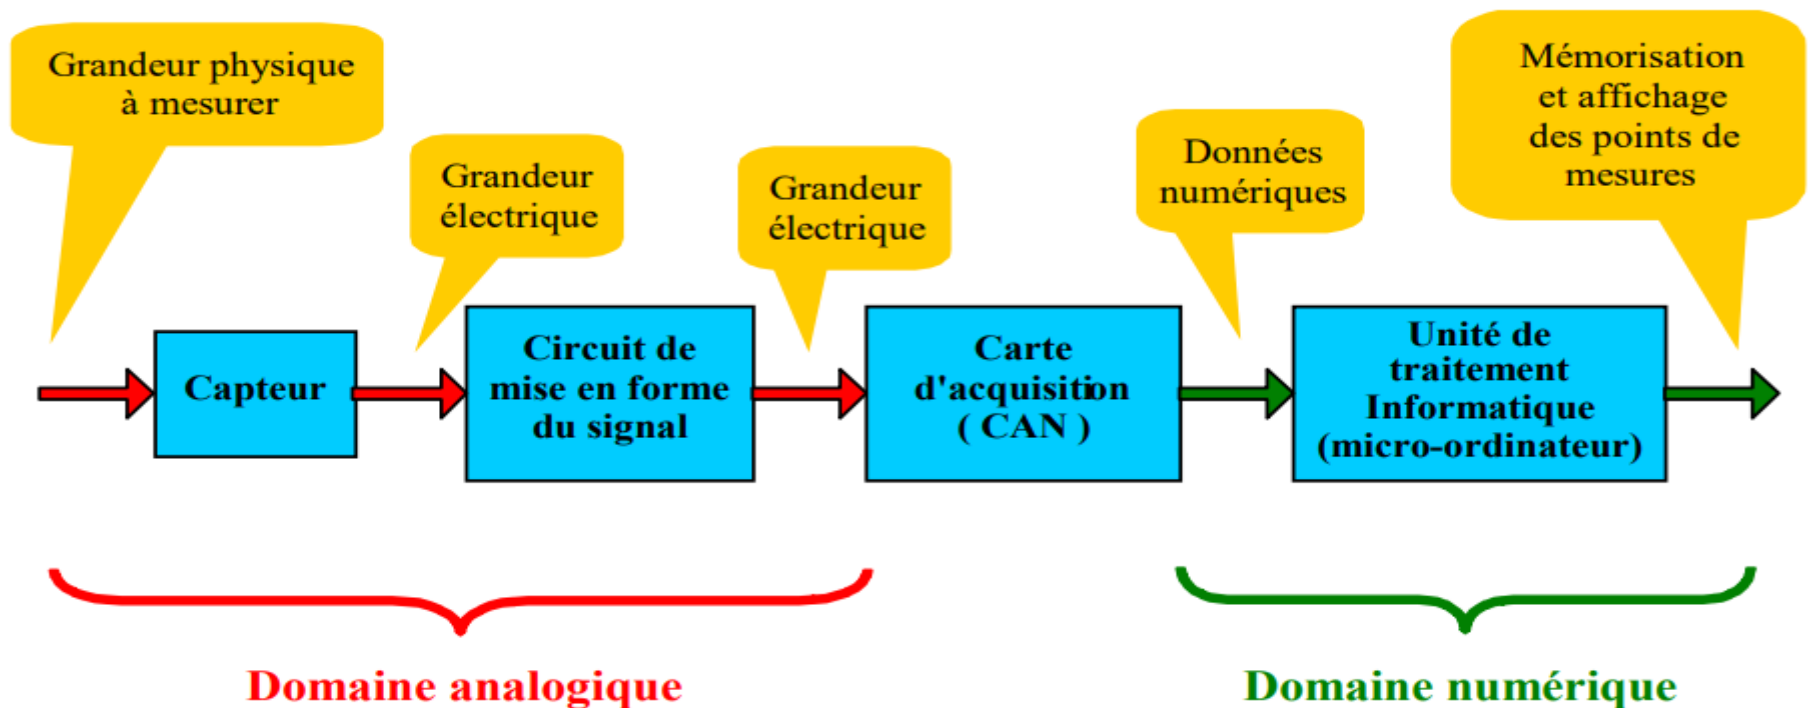 Grandeur physique
à mesurer
Grandeur
électrique
Grandeur
électrique
Données
numériques
Mémorisation
et affichage
des points de
mesures
Capteur
Circuit de
mise en forme
du signal
Carte
d'acquisition
( CAN )
Unité de
traitement
Informatique
(micro-ordinateur)
Domaine analogique
Domaine numérique